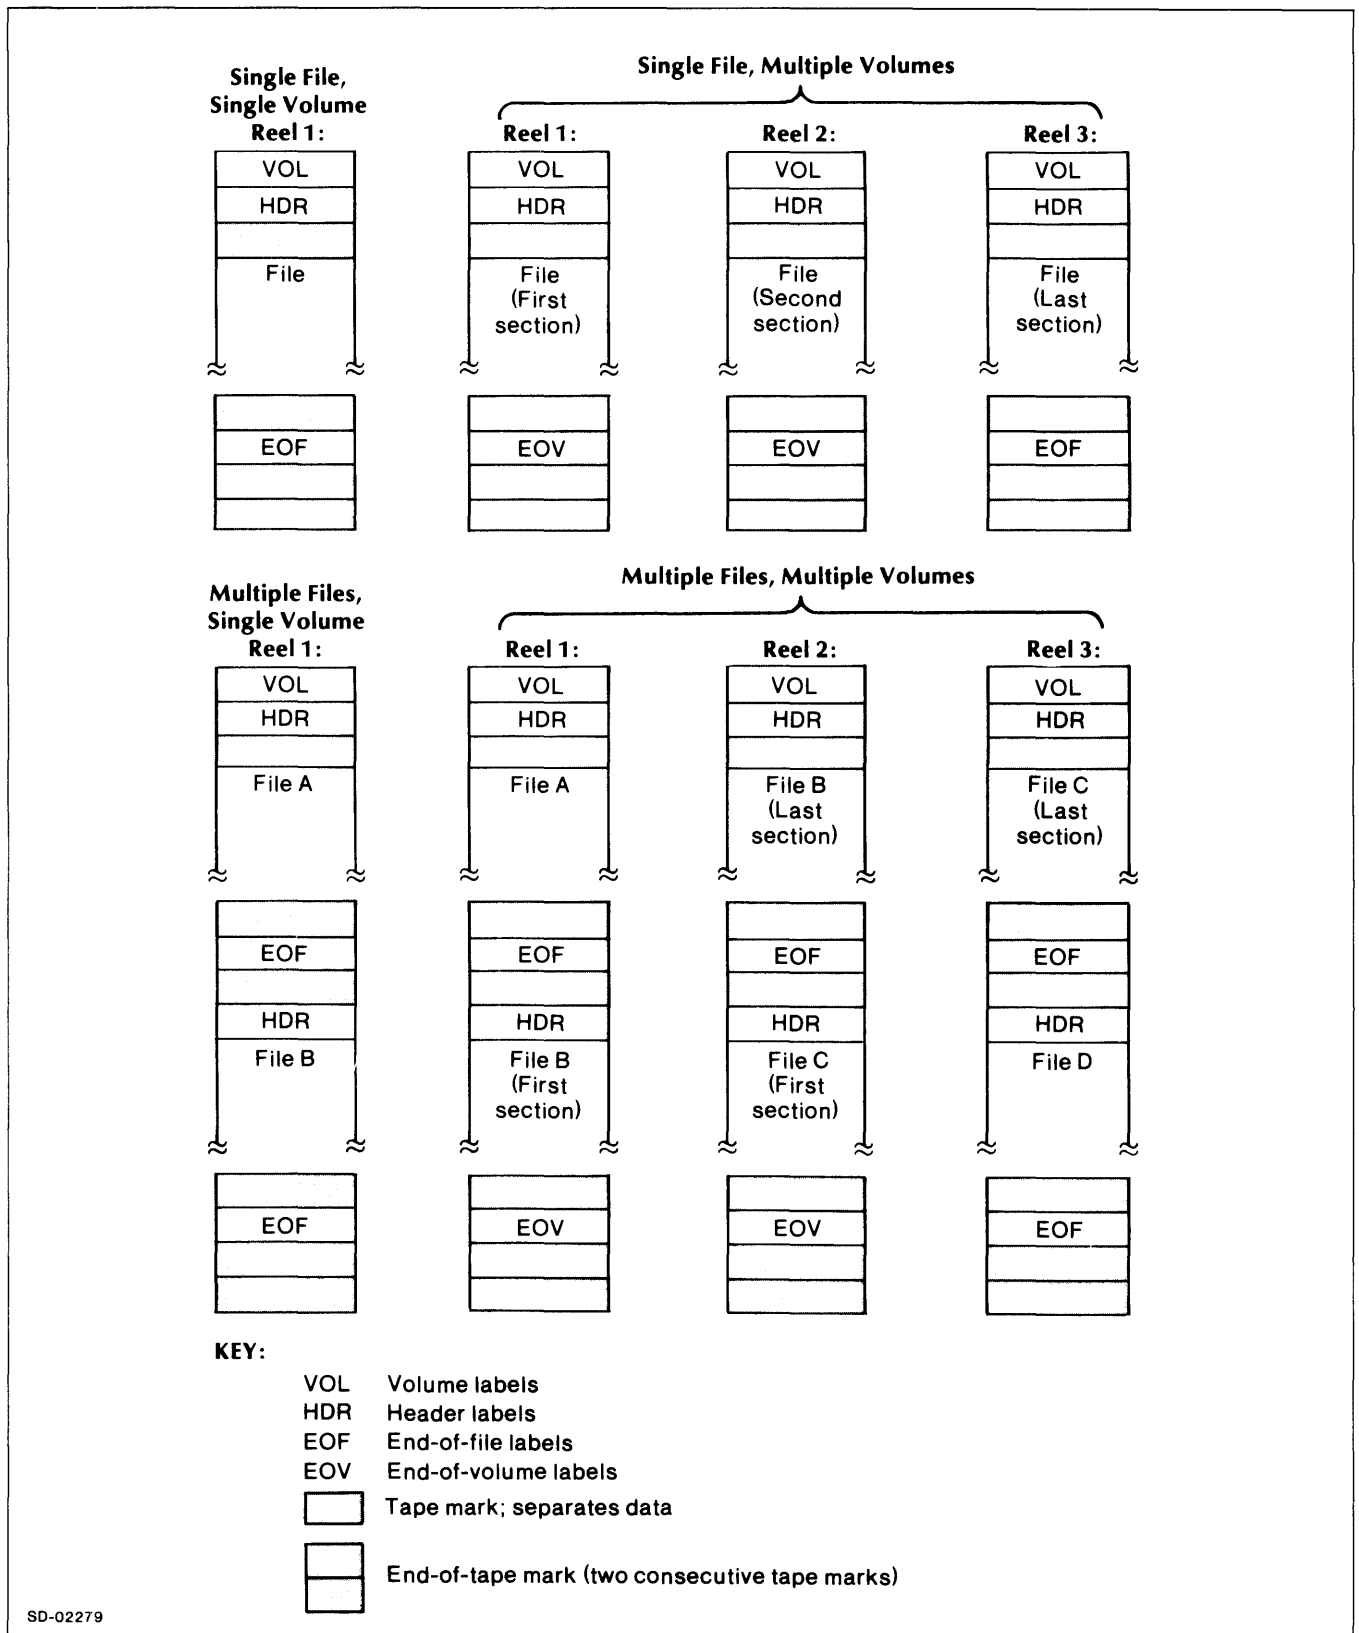 Single File,
Single Volume
Reel 1:
VOL
HDR
File
EOF
Single File, Multiple Volumes
Reel 1:
VOL
HDR
File
(First
section)
EOV
Reel 2:
VOL
HDR
File
(Second
section)
EOV
Reel 3:
VOL
HDR
File
(Last
section)
EOF
Multiple Files,
Single Volume
Reel 1:
VOL
HDR
File A
EOF
HDR
File B
EOF
Multiple Files, Multiple Volumes
Reel 1:
VOL
HDR
File A
EOF
HDR
File B
(First
section)
EOV
Reel 2:
VOL
HDR
File B
(Last
section)
EOF
HDR
File C
(First
section)
EOV
Reel 3:
VOL
HDR
File C
(Last
section)
EOF
HDR
File D
EOF
KEY:
VOL Volume labels
HDR Header labels
EOF End-of-file labels
EOV End-of-volume labels
Tape mark; separates data
End-of-tape mark (two consecutive tape marks)
SD-02279